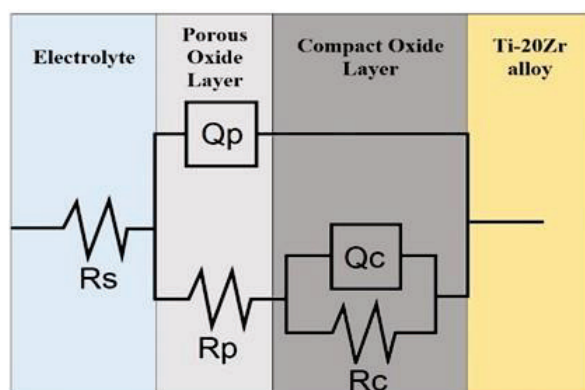 Electrolyte
Porous
Oxide
Layer
Compact Oxide
Layer
Ti-20Zr
alloy
Qp
Rs
Rp
Qc
Rc